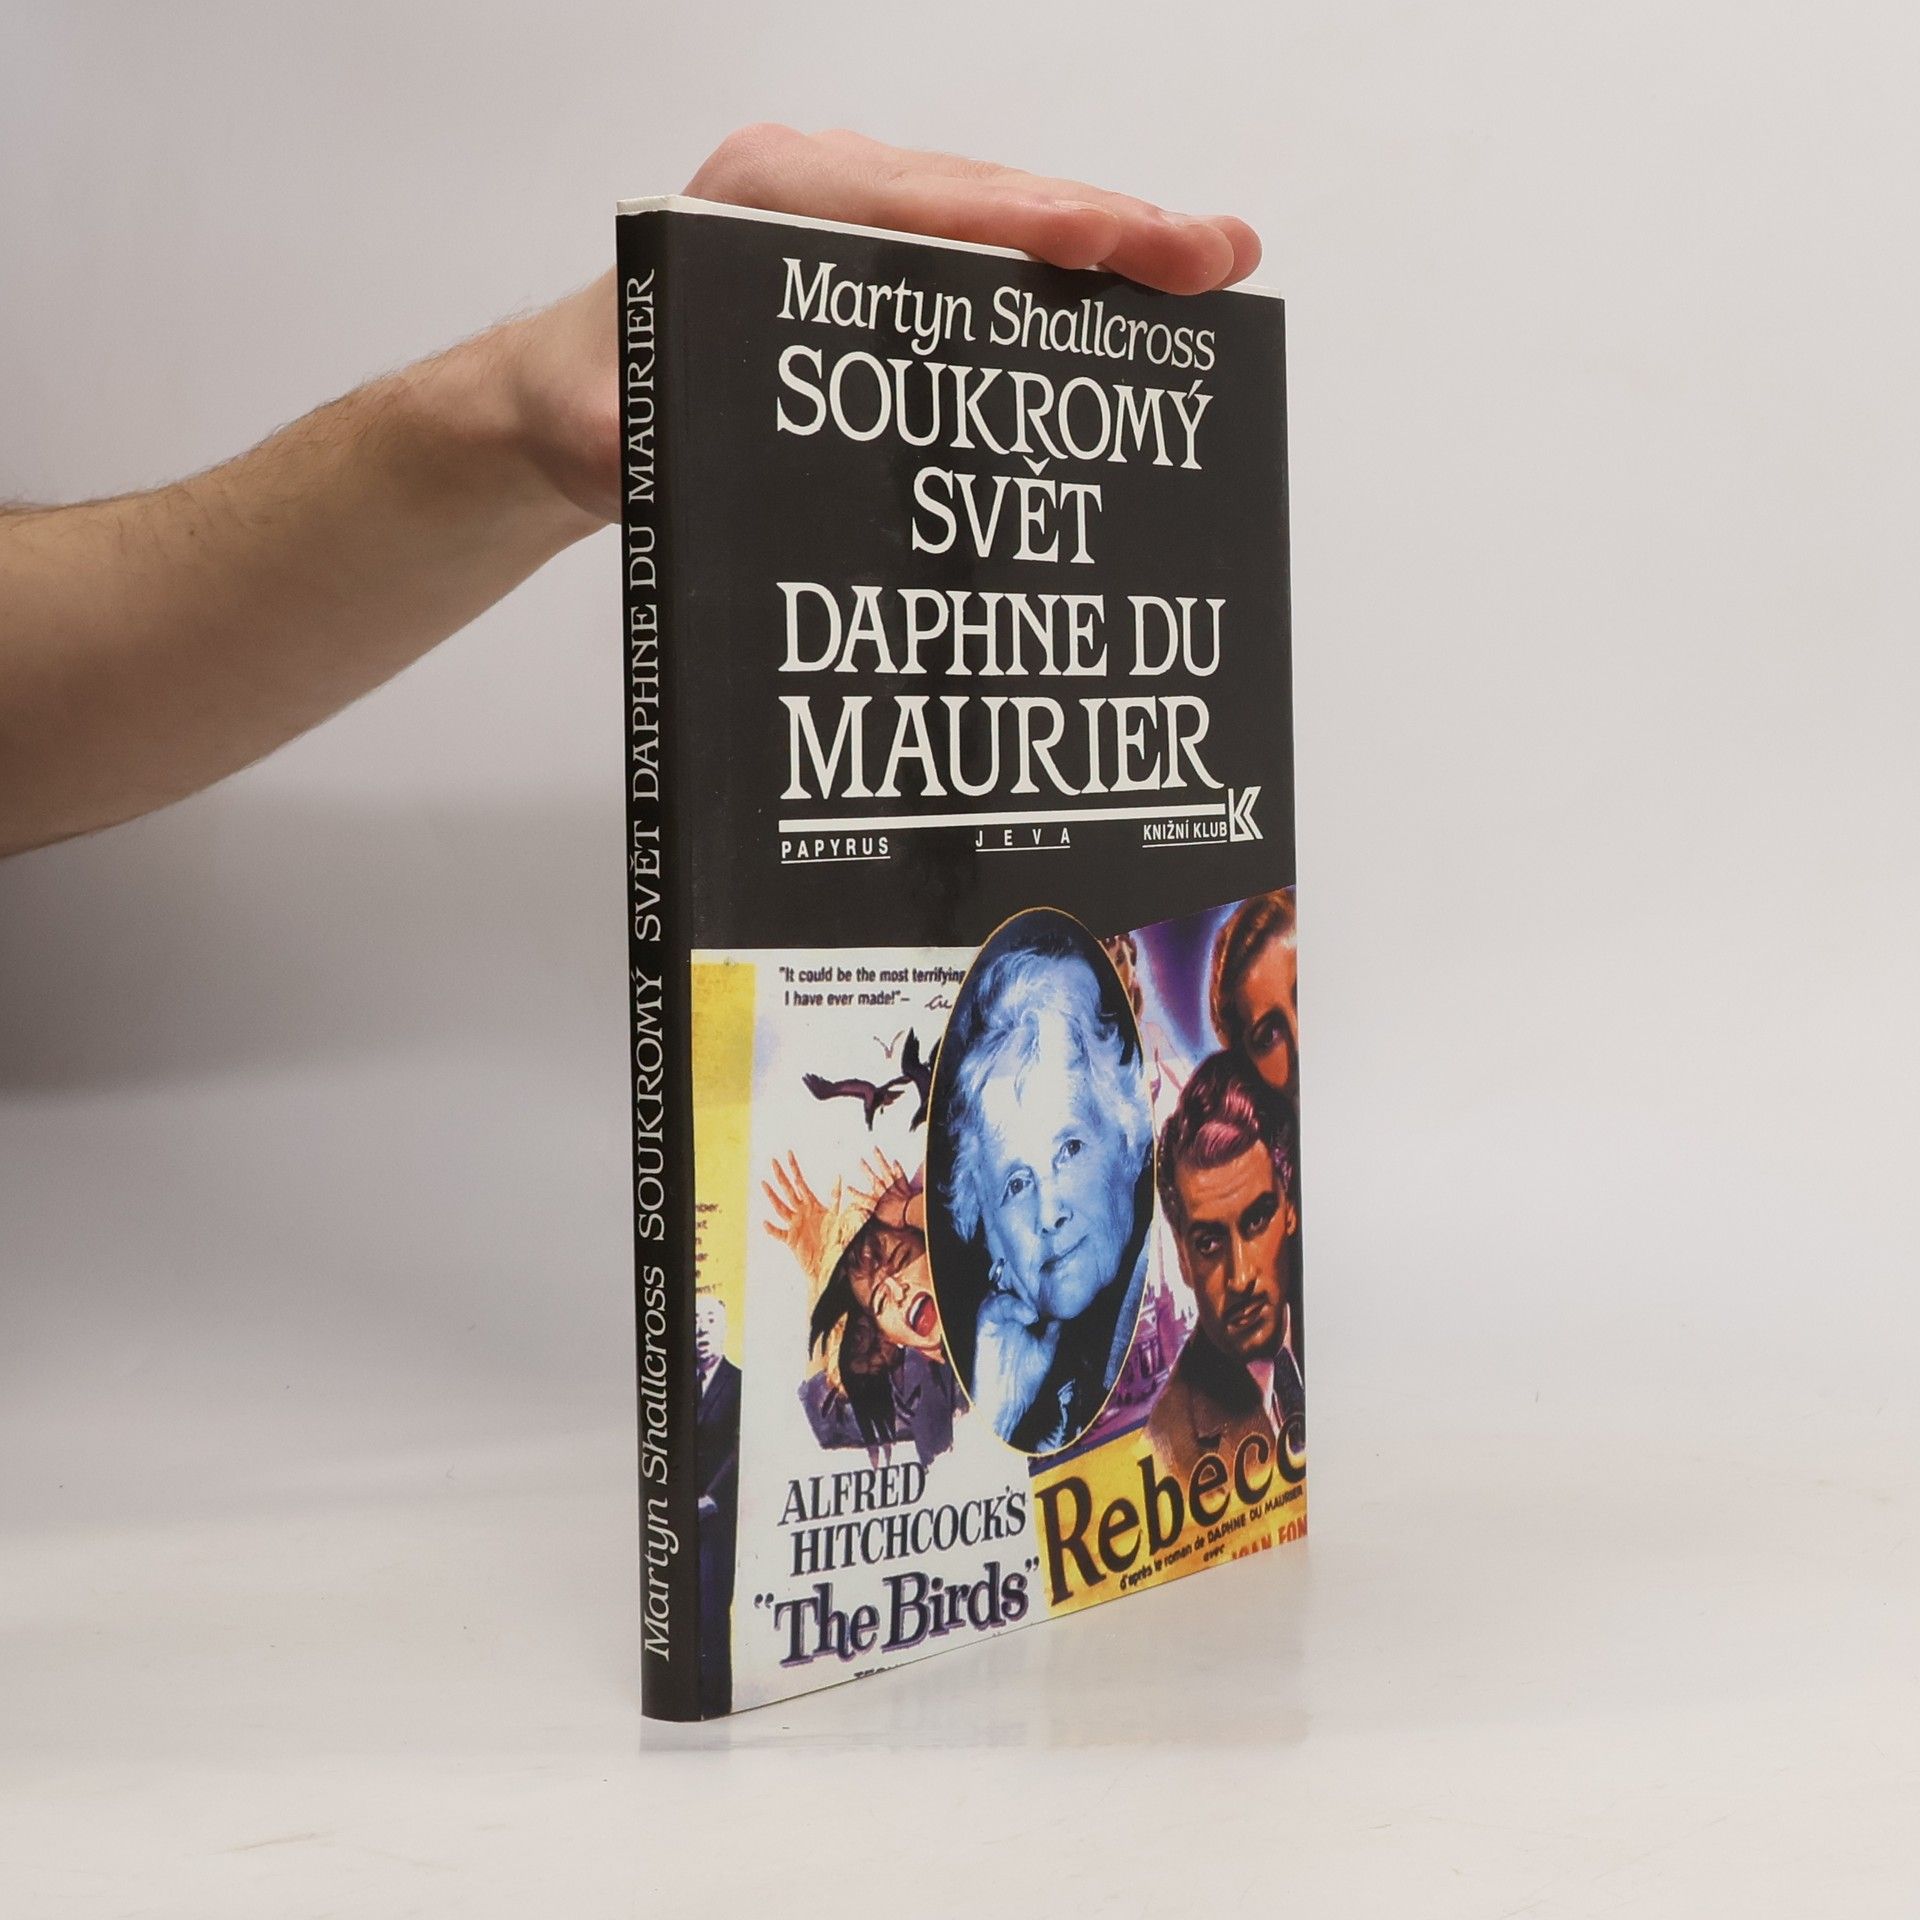 Martyn Shallcross SOUKROMÝ SVĚT DAPHNE DU MAURIER
Martyn Shallcross
SOUKROMÝ
SVĚT
DAPHNE DU
MAURIER
PAPYRUS JEVA KNIŽNÍ KLUB
"It could be the most terrifying
I have ever made!"–
ALFRED
HITCHCOCK'S
"The Birds"
Rebecc
d'après le roman de DAPHNE DU MAURIER
avec